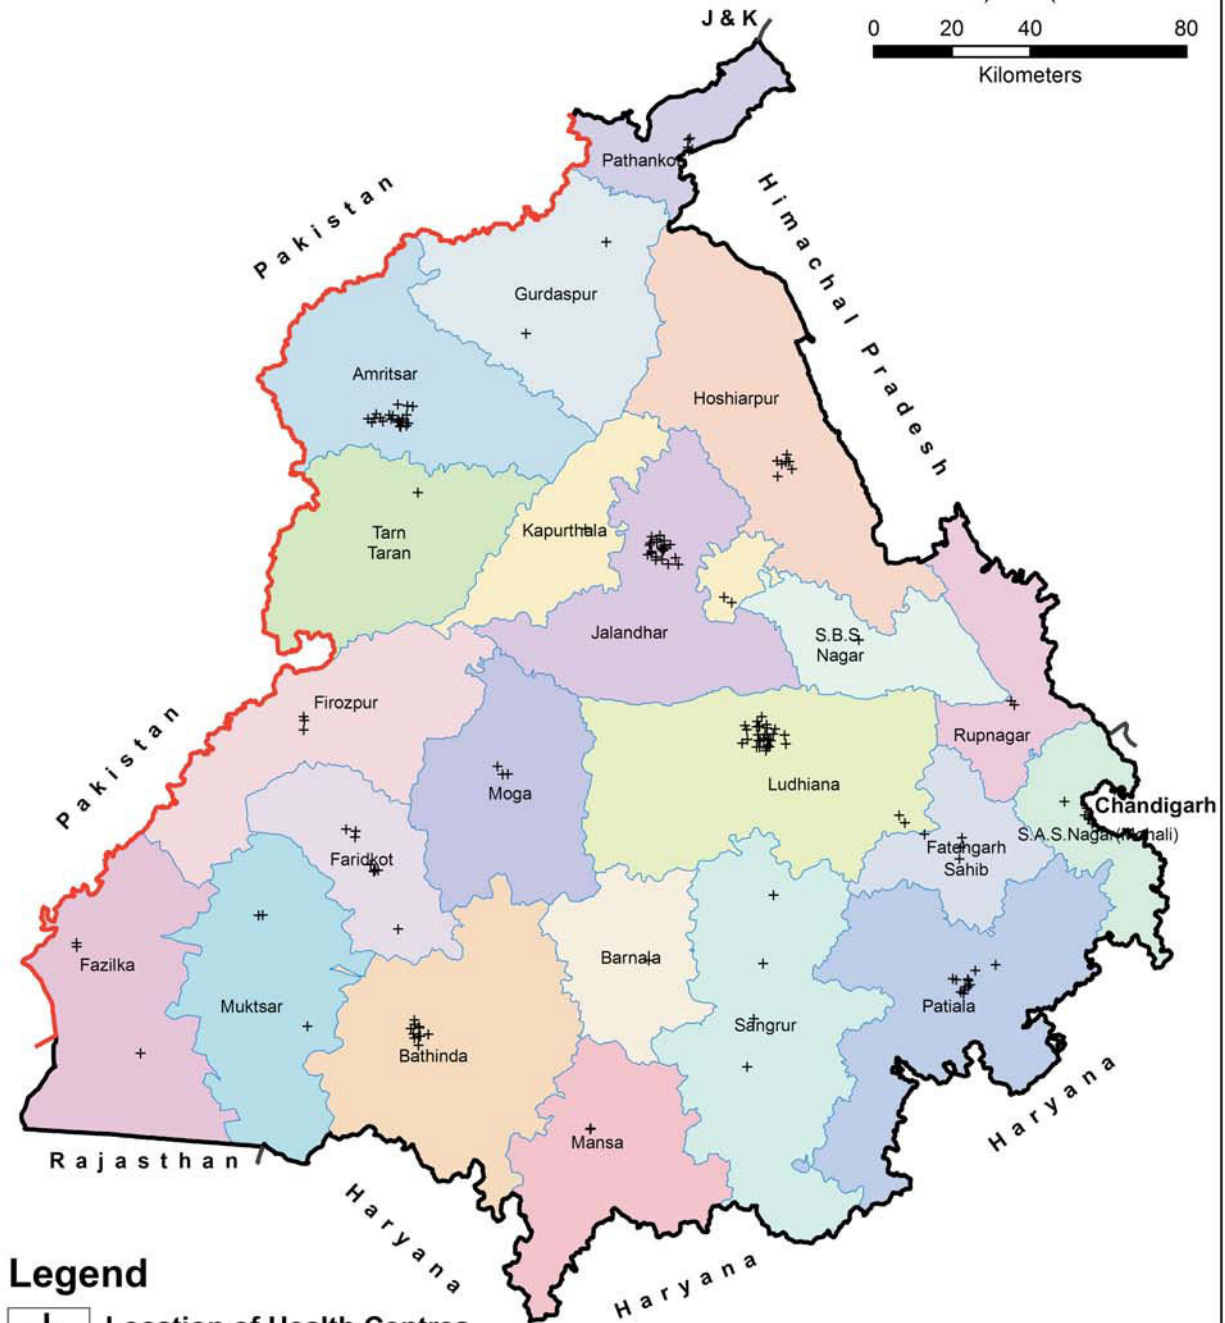 J & K
0 20 40 80
Kilometers
Pathankot
Pakistan
Himachal Pradesh
Gurdaspur
Amritsar
Hoshiarpur
Tarn
Taran
Kapurthala
Jalandhar
S.B.S.
Nagar
Firozpur
Rupnagar
Pakistan
Moga
Ludhiana
Chandigarh
S.A.S.Nagar(Mohali)
Faridkot
Fatehgarh
Sahib
Fazilka
Barnala
Muktsar
Patiala
Sangrur
Bathinda
Mansa
Haryana
Rajasthan
Haryana
Haryana
Legend
Location of Health Centres